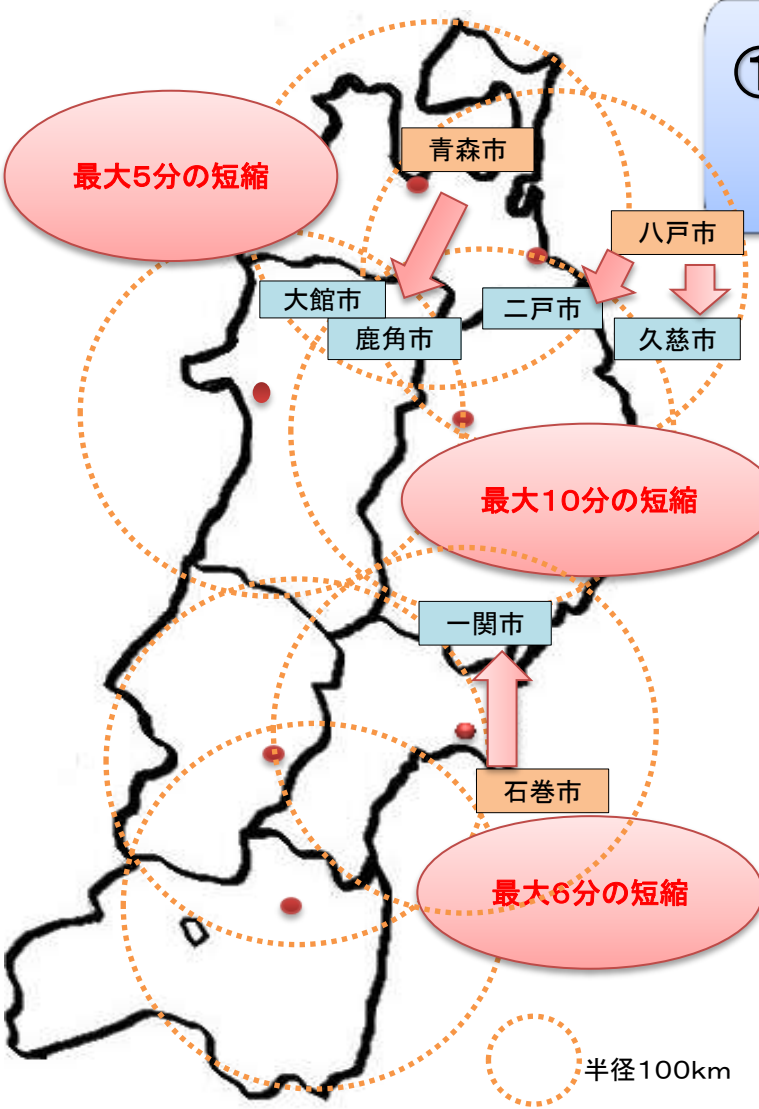 ①
青森市
最大5分の短縮
八戸市
大館市
二戸市
鹿角市
久慈市
最大10分の短縮
一関市
石巻市
最大6分の短縮
半径100km